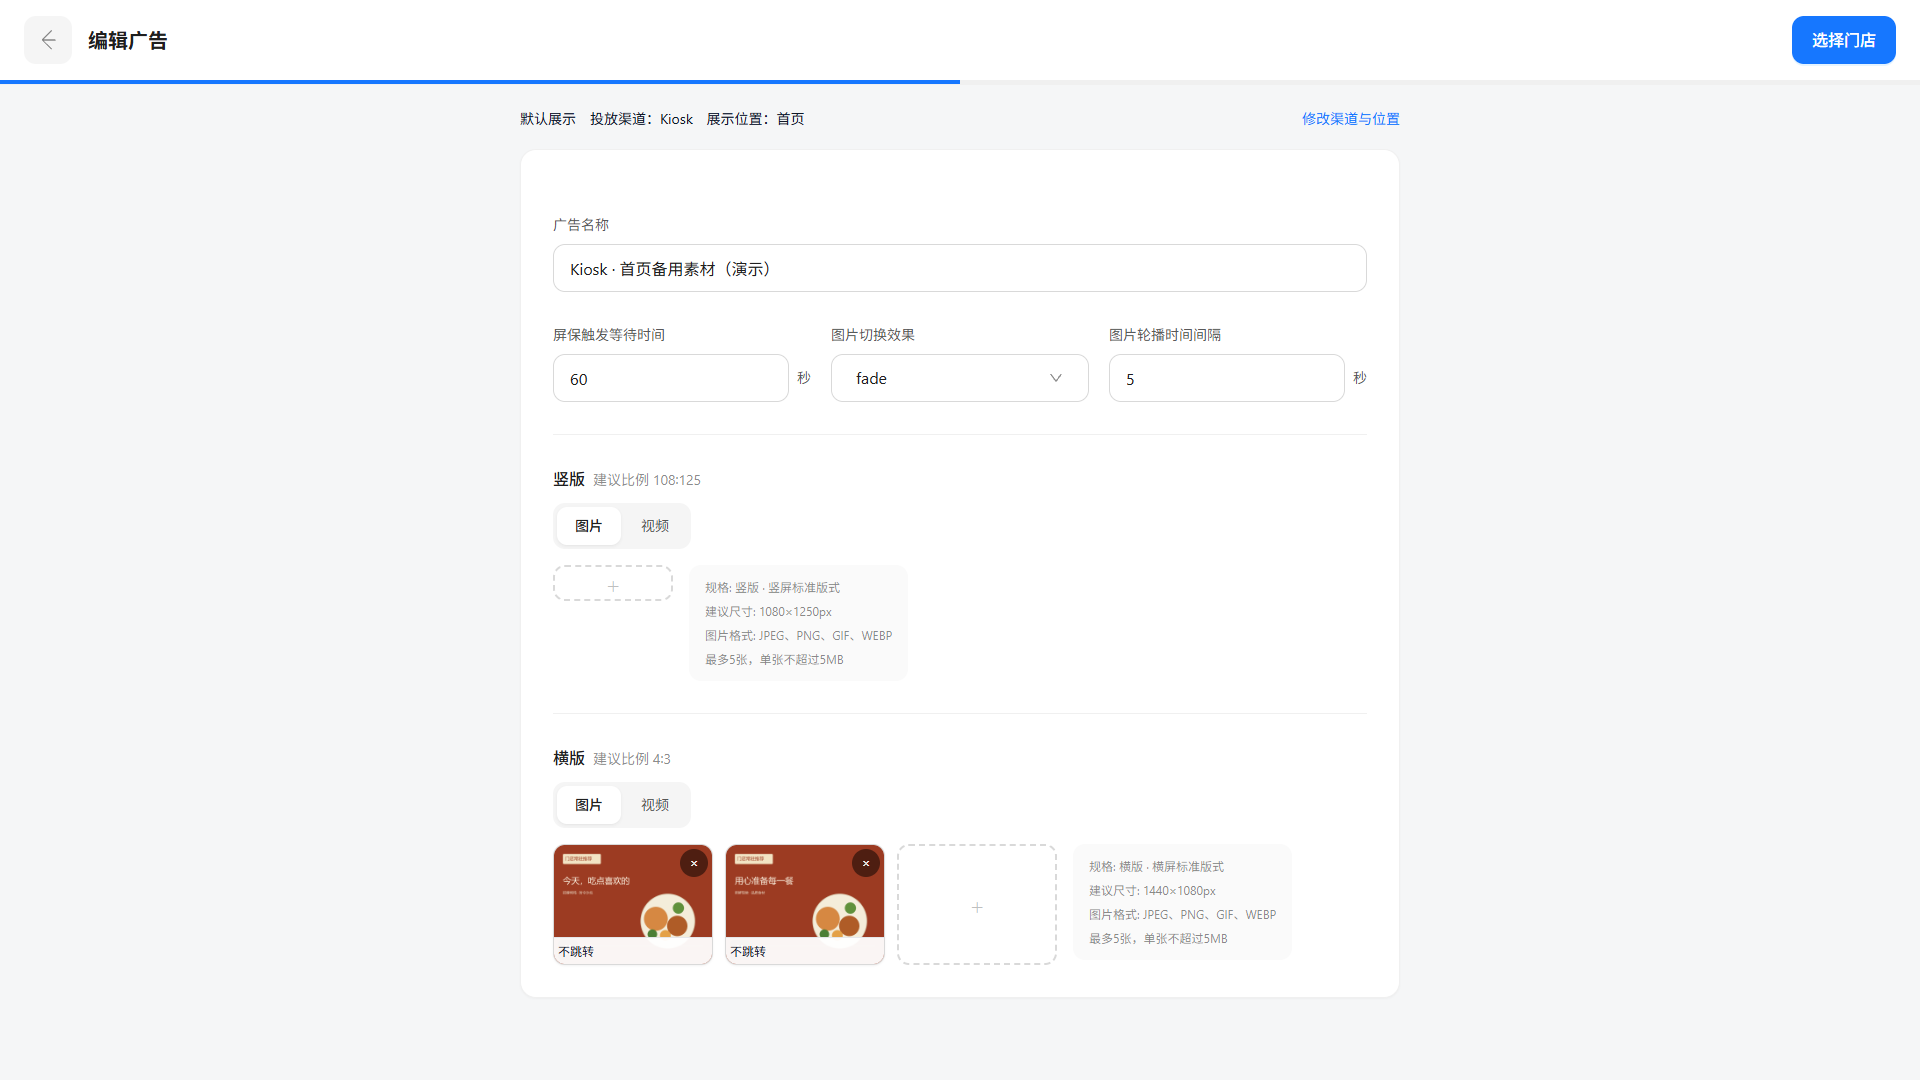 编辑广告
选择门店
默认展示 投放渠道：Kiosk 展示位置：首页
修改渠道与位置
广告名称
Kiosk · 首页备用素材（演示）
屏保触发等待时间
图片切换效果
图片轮播时间间隔
60
秒
fade
5
秒
竖版 建议比例 108:125
图片
视频
规格: 竖版 · 竖屏标准版式
建议尺寸: 1080×1250px
图片格式: JPEG、PNG、GIF、WEBP
最多5张，单张不超过5MB
横版 建议比例 4:3
图片
视频
今天，吃点喜欢的
不跳转
用心准备每一餐
不跳转
规格: 横版 · 横屏标准版式
建议尺寸: 1440×1080px
图片格式: JPEG、PNG、GIF、WEBP
最多5张，单张不超过5MB